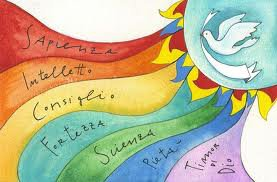 Sapienza
Intelletto
Consiglio
Fortezza
Scienza
Pietà
Timor
di
Dio